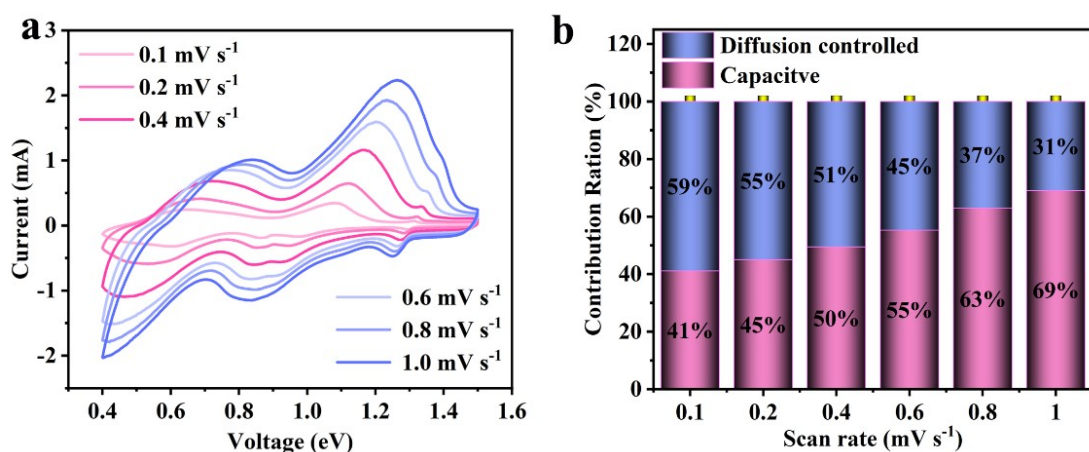 a
3
2
1
0
-1
-2
0.4
0.6
0.8
1.0
1.2
1.4
1.6
Current (mA)
Voltage (eV)
0.1 mV s⁻¹
0.2 mV s⁻¹
0.4 mV s⁻¹
0.6 mV s⁻¹
0.8 mV s⁻¹
1.0 mV s⁻¹
b
120
100
80
60
40
20
0
Contribution Ration (%)
Diffusion controlled
Capacitve
59%
55%
51%
45%
37%
31%
41%
45%
50%
55%
63%
69%
0.1
0.2
0.4
0.6
0.8
1
Scan rate (mV s⁻¹)